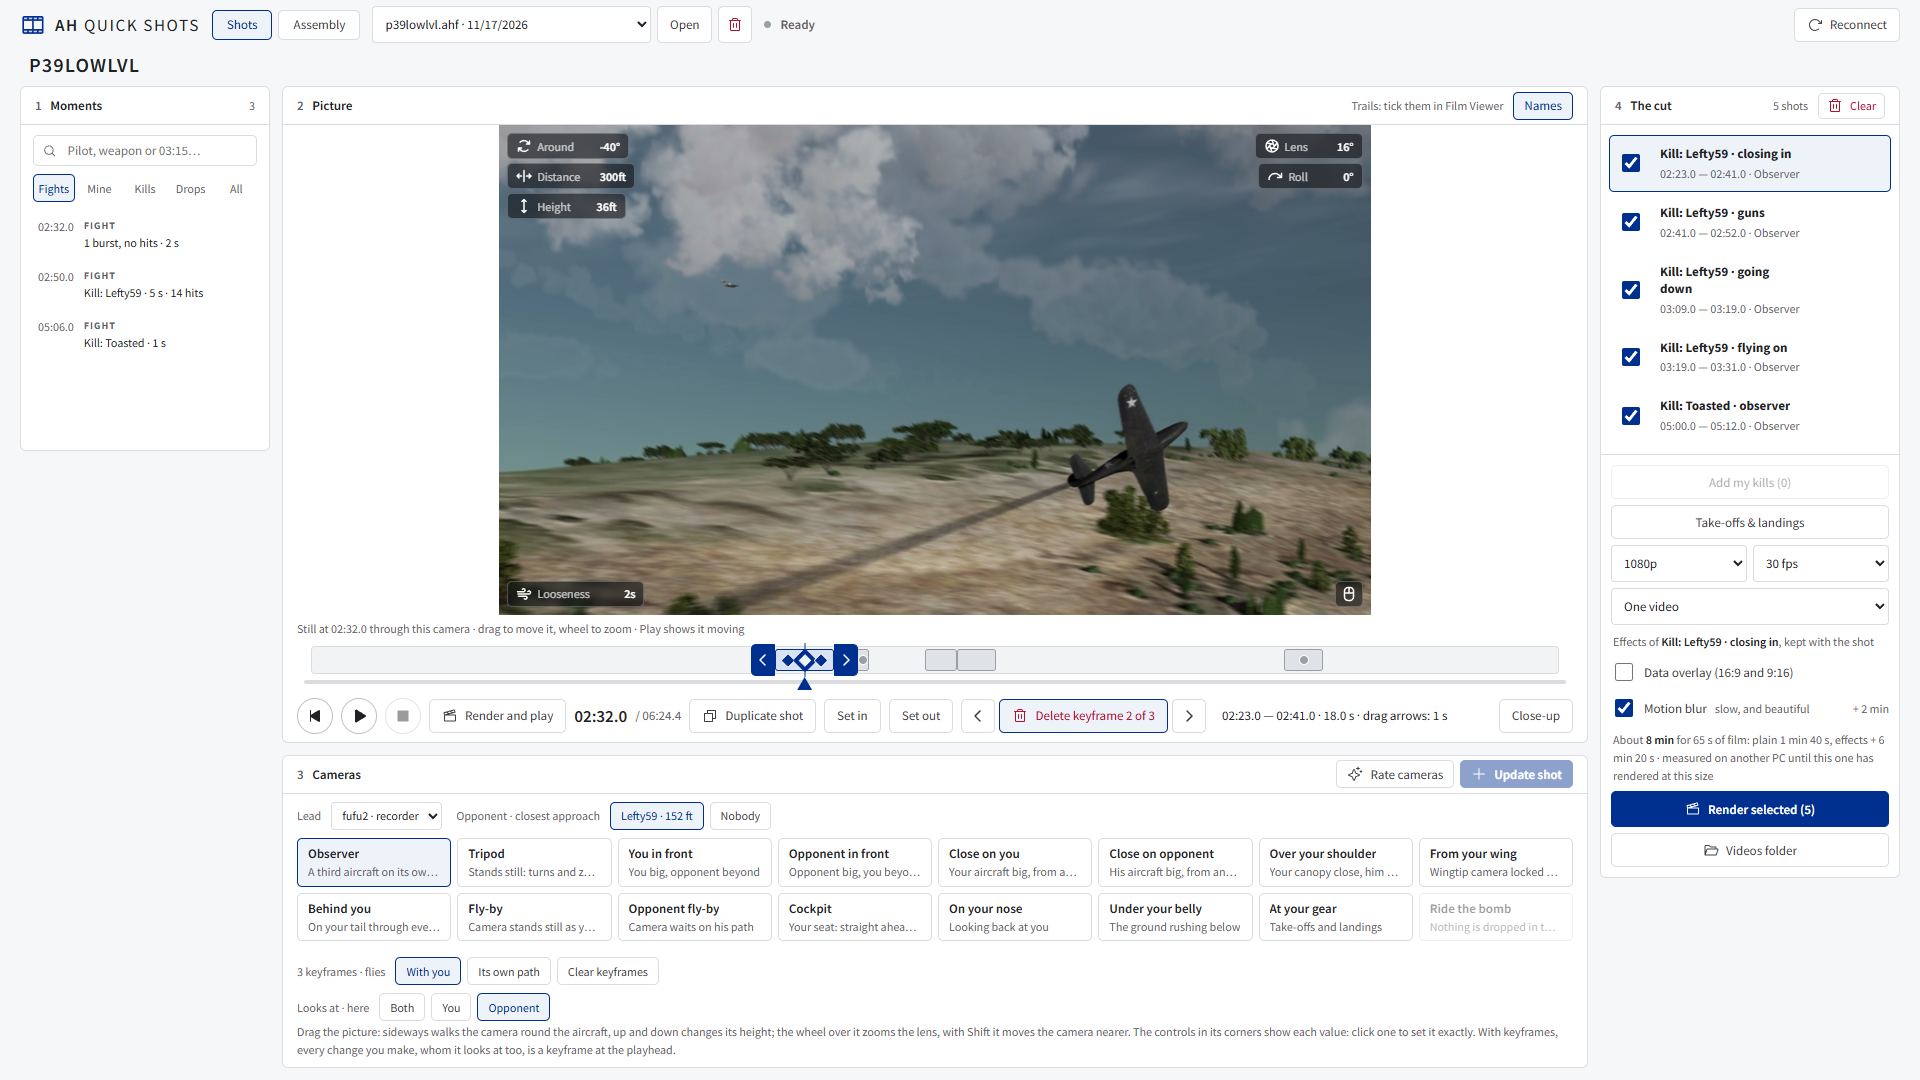 AH QUICK SHOTS
Shots
Assembly
p39lowlvl.ahf · 11/17/2026
Open
Ready
Reconnect
P39LOWLVL
1 Moments 3
Pilot, weapon or 03:15…
Fights Mine Kills Drops All
02:32.0 FIGHT
1 burst, no hits · 2 s
02:50.0 FIGHT
Kill: Lefty59 · 5 s · 14 hits
05:06.0 FIGHT
Kill: Toasted · 1 s
2 Picture
Trails: tick them in Film Viewer
Names
Around -40°
Distance 300ft
Height 36ft
Lens 16°
Roll 0°
Looseness 2s
Still at 02:32.0 through this camera · drag to move it, wheel to zoom · Play shows it moving
Render and play
02:32.0 / 06:24.4
Duplicate shot
Set in
Set out
Delete keyframe 2 of 3
02:23.0 — 02:41.0 · 18.0 s · drag arrows: 1 s
Close-up
3 Cameras
Rate cameras
Update shot
Lead
fufu2 · recorder
Opponent · closest approach
Lefty59 · 152 ft
Nobody
Observer
A third aircraft on its ow…
Tripod
Stands still: turns and z…
You in front
You big, opponent beyond
Opponent in front
Opponent big, you beyo…
Close on you
Your aircraft big, from a…
Close on opponent
His aircraft big, from an…
Over your shoulder
Your canopy close, him …
From your wing
Wingtip camera locked …
Behind you
On your tail through eve…
Fly-by
Camera stands still as y…
Opponent fly-by
Camera waits on his path
Cockpit
Your seat: straight ahea…
On your nose
Looking back at you
Under your belly
The ground rushing below
At your gear
Take-offs and landings
Ride the bomb
Nothing is dropped in t…
3 keyframes · flies
With you
Its own path
Clear keyframes
Looks at · here
Both
You
Opponent
Drag the picture: sideways walks the camera round the aircraft, up and down changes its height; the wheel over it zooms the lens, with Shift it moves the camera nearer. The controls in its corners show each value: click one to set it exactly. With keyframes,
every change you make, whom it looks at too, is a keyframe at the playhead.
4 The cut
5 shots
Clear
Kill: Lefty59 · closing in
02:23.0 — 02:41.0 · Observer
Kill: Lefty59 · guns
02:41.0 — 02:52.0 · Observer
Kill: Lefty59 · going
down
03:09.0 — 03:19.0 · Observer
Kill: Lefty59 · flying on
03:19.0 — 03:31.0 · Observer
Kill: Toasted · observer
05:00.0 — 05:12.0 · Observer
Add my kills (0)
Take-offs & landings
1080p
30 fps
One video
Effects of Kill: Lefty59 · closing in, kept with the shot
Data overlay (16:9 and 9:16)
Motion blur slow, and beautiful + 2 min
About 8 min for 65 s of film: plain 1 min 40 s, effects + 6
min 20 s · measured on another PC until this one has
rendered at this size
Render selected (5)
Videos folder